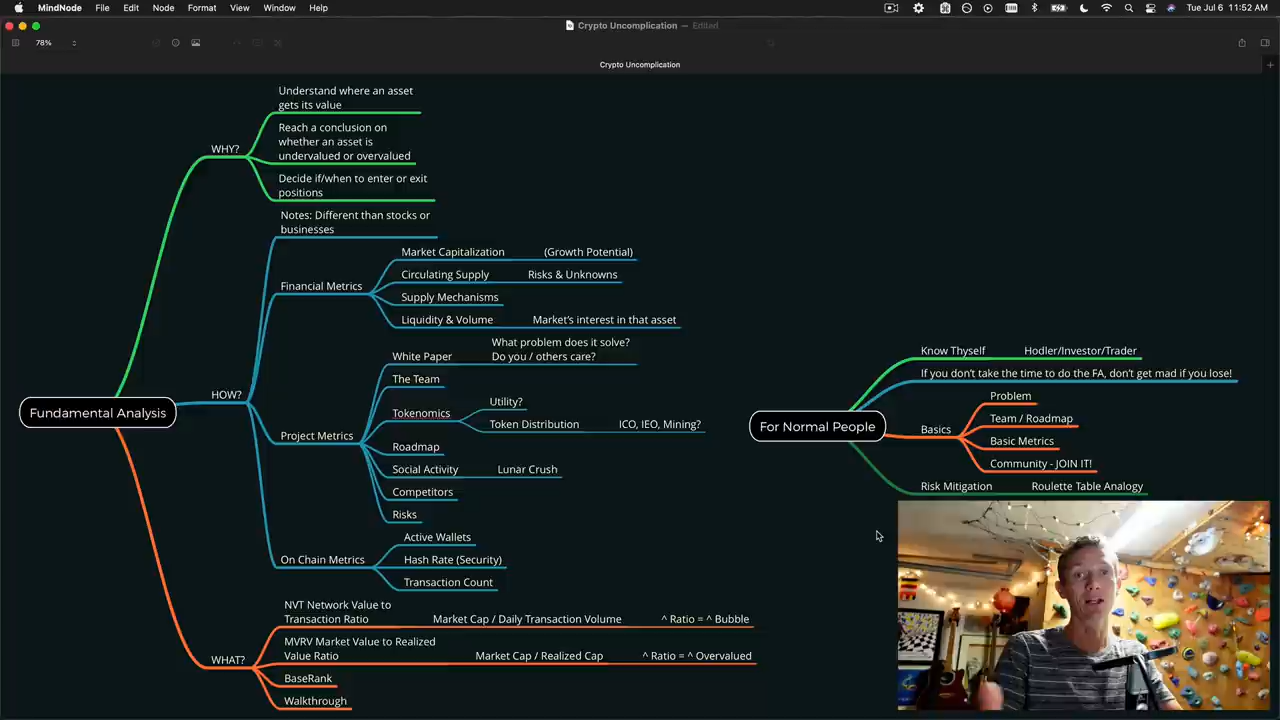 MindNode File Edit Node Format View Window Help
Tue Jul 6 11:52 AM
Crypto Uncomplication — Edited
78%
Crypto Uncomplication
Fundamental Analysis
WHY?
Understand where an asset
gets its value
Reach a conclusion on
whether an asset is
undervalued or overvalued
Decide if/when to enter or exit
positions
HOW?
Notes: Different than stocks or
businesses
Financial Metrics
Market Capitalization (Growth Potential)
Circulating Supply Risks & Unknowns
Supply Mechanisms
Liquidity & Volume Market's interest in that asset
Project Metrics
White Paper
What problem does it solve?
Do you / others care?
The Team
Tokenomics
Utility?
Token Distribution ICO, IEO, Mining?
Roadmap
Social Activity Lunar Crush
Competitors
Risks
On Chain Metrics
Active Wallets
Hash Rate (Security)
Transaction Count
WHAT?
NVT Network Value to
Transaction Ratio Market Cap / Daily Transaction Volume ^ Ratio = ^ Bubble
MVRV Market Value to Realized
Value Ratio Market Cap / Realized Cap ^ Ratio = ^ Overvalued
BaseRank
Walkthrough
For Normal People
Know Thyself Hodler/Investor/Trader
If you don't take the time to do the FA, don't get mad if you lose!
Basics
Problem
Team / Roadmap
Basic Metrics
Community - JOIN IT!
Risk Mitigation Roulette Table Analogy